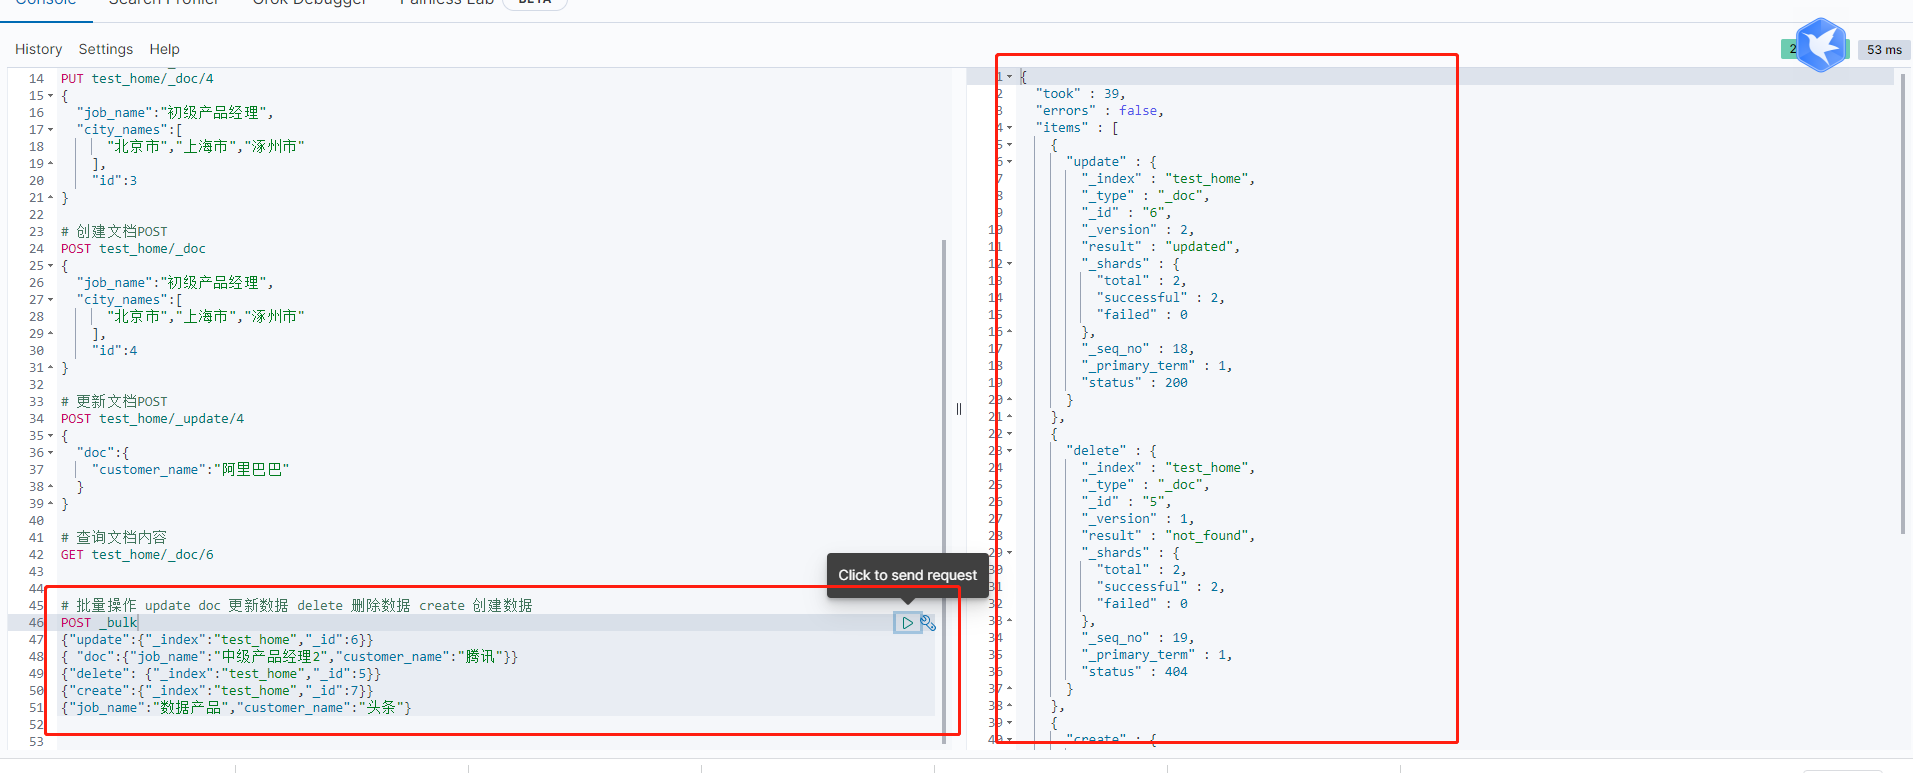 Console Search Profiler Grok Debugger Painless Lab BETA
History Settings Help
53 ms
14 PUT test_home/_doc/4
15 {
16 "job_name":"初级产品经理",
17 "city_names":[
18 "北京市","上海市","涿州市"
19 ],
20 "id":3
21 }
22
23 # 创建文档POST
24 POST test_home/_doc
25 {
26 "job_name":"初级产品经理",
27 "city_names":[
28 "北京市","上海市","涿州市"
29 ],
30 "id":4
31 }
32
33 # 更新文档POST
34 POST test_home/_update/4
35 {
36 "doc":{
37 "customer_name":"阿里巴巴"
38 }
39 }
40
41 # 查询文档内容
42 GET test_home/_doc/6
43
44
45 # 批量操作 update doc 更新数据 delete 删除数据 create 创建数据
46 POST _bulk
47 {"update":{"_index":"test_home","_id":6}}
48 { "doc":{"job_name":"中级产品经理2","customer_name":"腾讯"}}
49 {"delete": {"_index":"test_home","_id":5}}
50 {"create":{"_index":"test_home","_id":7}}
51 {"job_name":"数据产品","customer_name":"头条"}
52
53
Click to send request
1 {
2 "took" : 39,
3 "errors" : false,
4 "items" : [
5 {
6 "update" : {
7 "_index" : "test_home",
8 "_type" : "_doc",
9 "_id" : "6",
10 "_version" : 2,
11 "result" : "updated",
12 "_shards" : {
13 "total" : 2,
14 "successful" : 2,
15 "failed" : 0
16 },
17 "_seq_no" : 18,
18 "_primary_term" : 1,
19 "status" : 200
20 }
21 },
22 {
23 "delete" : {
24 "_index" : "test_home",
25 "_type" : "_doc",
26 "_id" : "5",
27 "_version" : 1,
28 "result" : "not_found",
29 "_shards" : {
30 "total" : 2,
31 "successful" : 2,
32 "failed" : 0
33 },
34 "_seq_no" : 19,
35 "_primary_term" : 1,
36 "status" : 404
37 }
38 },
39 {
40 "create" : {